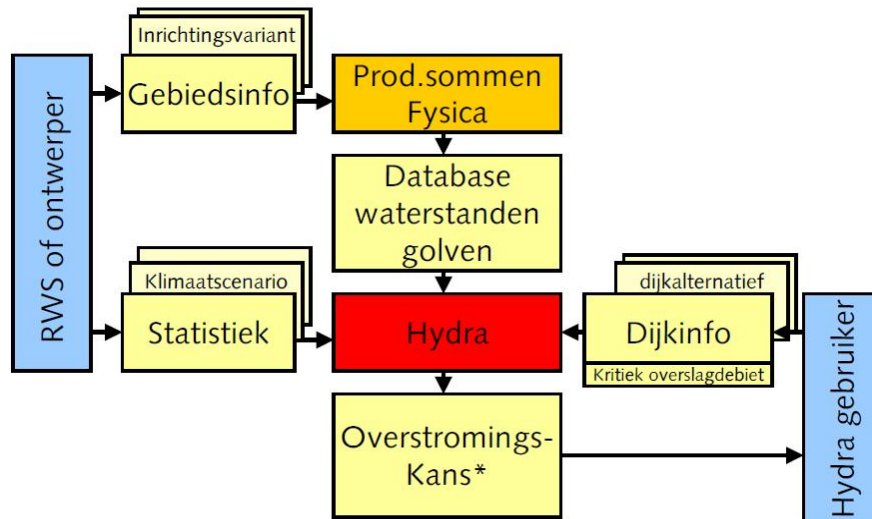 RWS of ontwerper
Inrichtingsvariant
Gebiedsinfo
Prod.sommen
Fysica
Database
waterstanden
golven
Klimaatscenario
Statistiek
Hydra
dijkalternatief
Dijkinfo
Kritiek overslagdebiet
Overstromings-
Kans*
Hydra gebruiker